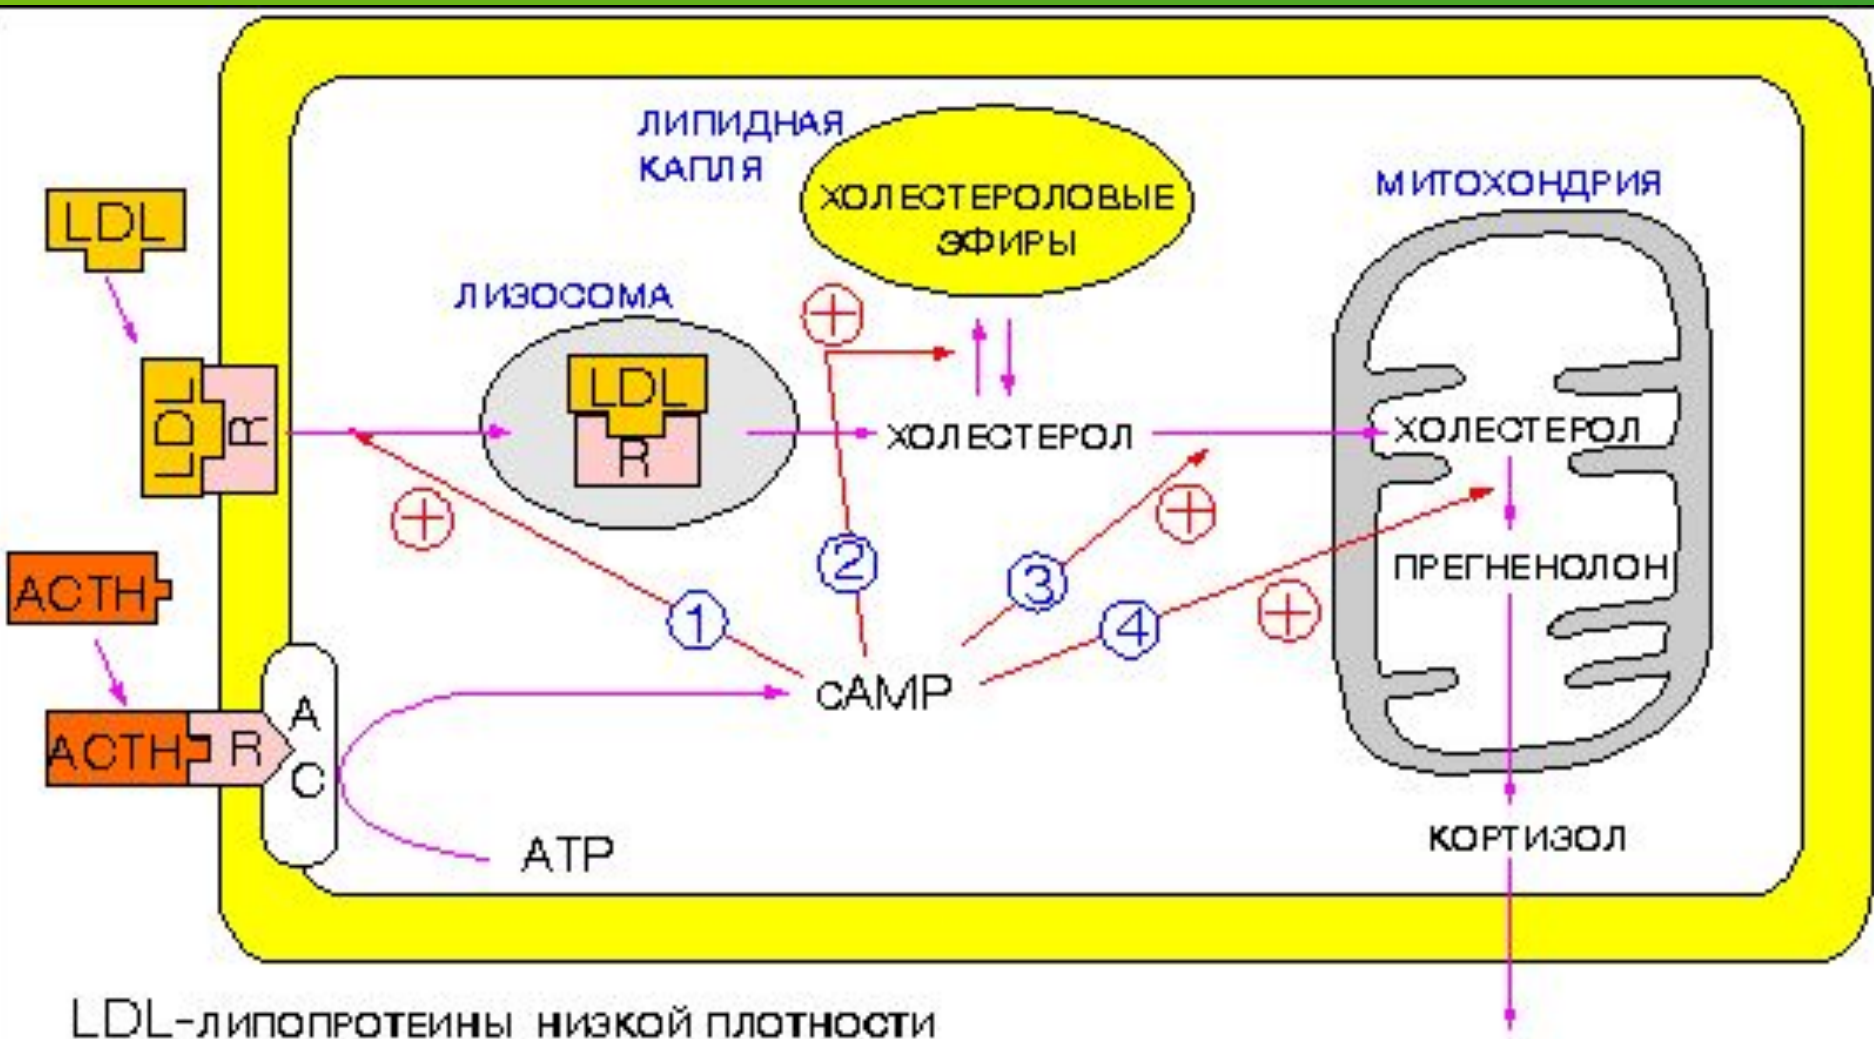 ЛИПИДНАЯ
КАПЛЯ
ХОЛЕСТЕРОЛОВЫЕ
ЭФИРЫ
МИТОХОНДРИЯ
LDL
ЛИЗОСОМА
LDL
R
LDL
R
ХОЛЕСТЕРОЛ
ХОЛЕСТЕРОЛ
+
+
+
+
ACTH
1
2
3
4
ПРЕГНЕНОЛОН
cAMP
ACTH
R
A
C
ATP
КОРТИЗОЛ
LDL-ЛИПОПРОТЕИНЫ НИЗКОЙ ПЛОТНОСТИ